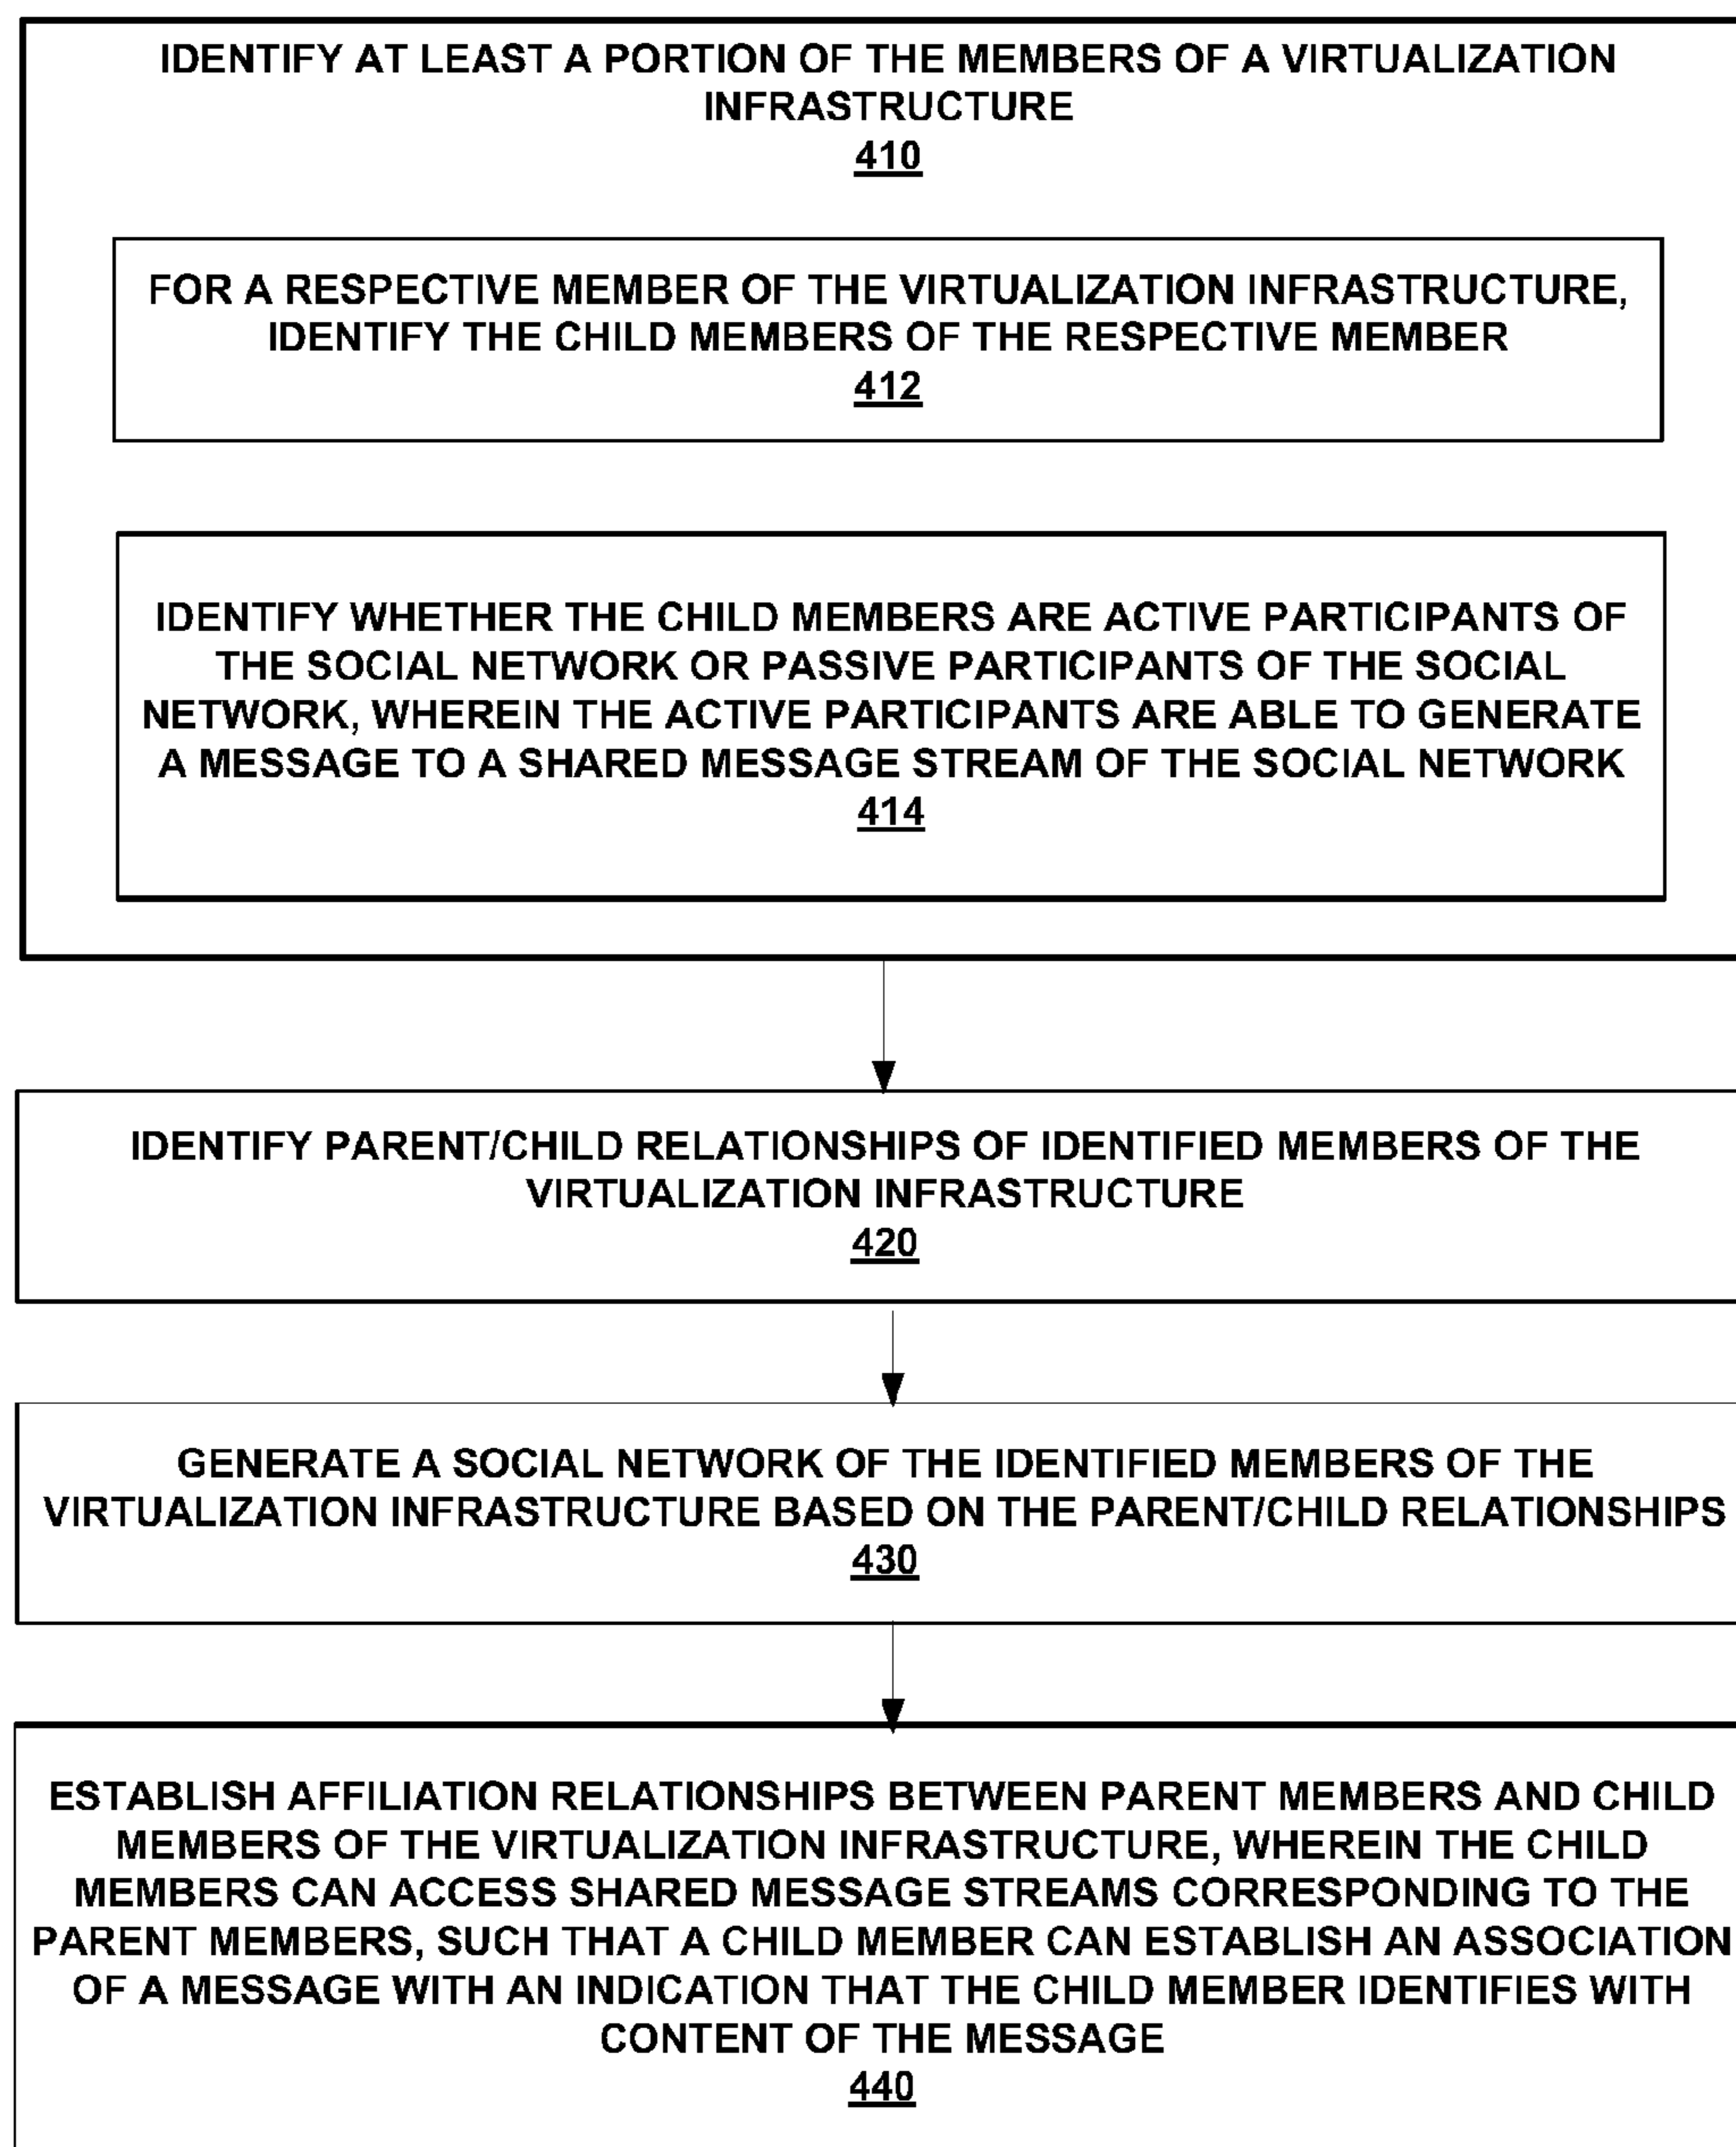 IDENTIFY AT LEAST A PORTION OF THE MEMBERS OF A VIRTUALIZATION
INFRASTRUCTURE
410
FOR A RESPECTIVE MEMBER OF THE VIRTUALIZATION INFRASTRUCTURE,
IDENTIFY THE CHILD MEMBERS OF THE RESPECTIVE MEMBER
412
IDENTIFY WHETHER THE CHILD MEMBERS ARE ACTIVE PARTICIPANTS OF
THE SOCIAL NETWORK OR PASSIVE PARTICIPANTS OF THE SOCIAL
NETWORK, WHEREIN THE ACTIVE PARTICIPANTS ARE ABLE TO GENERATE
A MESSAGE TO A SHARED MESSAGE STREAM OF THE SOCIAL NETWORK
414
IDENTIFY PARENT/CHILD RELATIONSHIPS OF IDENTIFIED MEMBERS OF THE
VIRTUALIZATION INFRASTRUCTURE
420
GENERATE A SOCIAL NETWORK OF THE IDENTIFIED MEMBERS OF THE
VIRTUALIZATION INFRASTRUCTURE BASED ON THE PARENT/CHILD RELATIONSHIPS
430
ESTABLISH AFFILIATION RELATIONSHIPS BETWEEN PARENT MEMBERS AND CHILD
MEMBERS OF THE VIRTUALIZATION INFRASTRUCTURE, WHEREIN THE CHILD
MEMBERS CAN ACCESS SHARED MESSAGE STREAMS CORRESPONDING TO THE
PARENT MEMBERS, SUCH THAT A CHILD MEMBER CAN ESTABLISH AN ASSOCIATION
OF A MESSAGE WITH AN INDICATION THAT THE CHILD MEMBER IDENTIFIES WITH
CONTENT OF THE MESSAGE
440